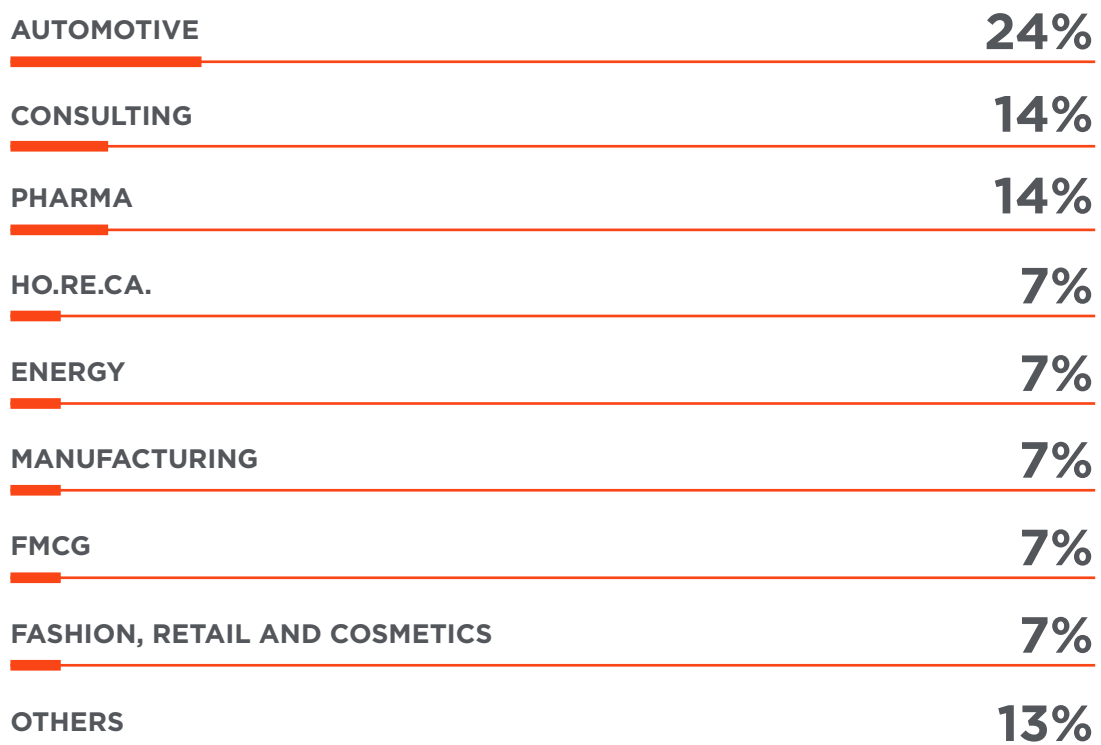 AUTOMOTIVE 24%
CONSULTING 14%
PHARMA 14%
HO.RE.CA. 7%
ENERGY 7%
MANUFACTURING 7%
FMCG 7%
FASHION, RETAIL AND COSMETICS 7%
OTHERS 13%